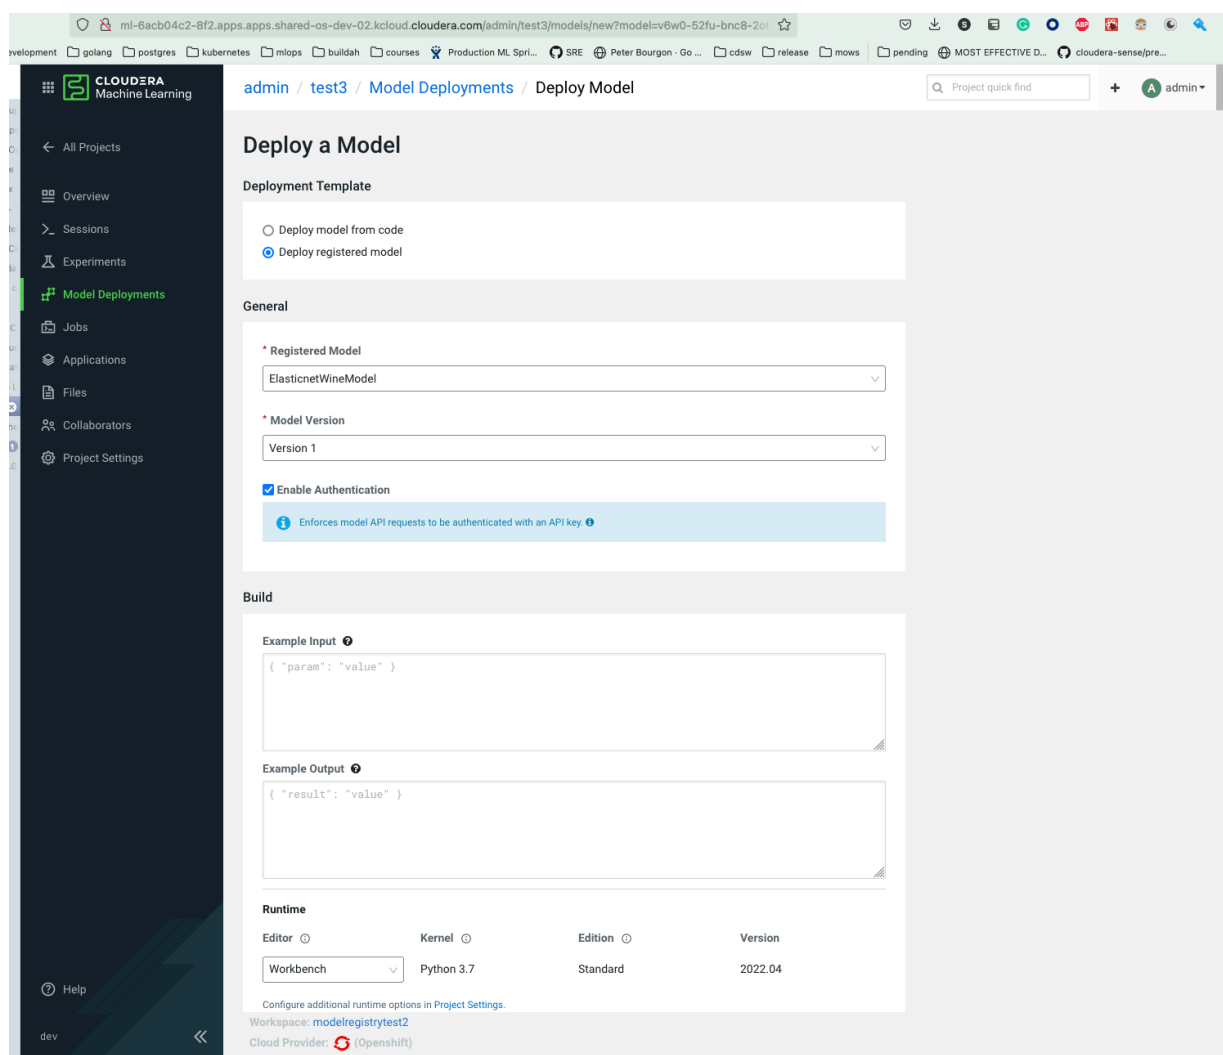 ml-6acb04c2-8f2.apps.apps.shared-os-dev-02.kcloud.cloudera.com/admin/test3/models/new?model=v6w0-52fu-bnc8-2
evelopment golang postgres kubernetes mlops buildah courses Production ML Spri... SRE Peter Bourgon - Go ... cdsw release mows pending MOST EFFECTIVE D... cloudera-sense/pre...
CLOUDERA
Machine Learning
admin / test3 / Model Deployments / Deploy Model
Project quick find
+
A admin
All Projects
Overview
Sessions
Experiments
Model Deployments
Jobs
Applications
Files
Collaborators
Project Settings
Help
dev
Deploy a Model
Deployment Template
Deploy model from code
Deploy registered model
General
* Registered Model
ElasticnetWineModel
* Model Version
Version 1
Enable Authentication
Enforces model API requests to be authenticated with an API key.
Build
Example Input
{ "param": "value" }
Example Output
{ "result": "value" }
Runtime
Editor Kernel Edition Version
Workbench Python 3.7 Standard 2022.04
Configure additional runtime options in Project Settings.
Workspace: modelregistrytest2
Cloud Provider: (Openshift)